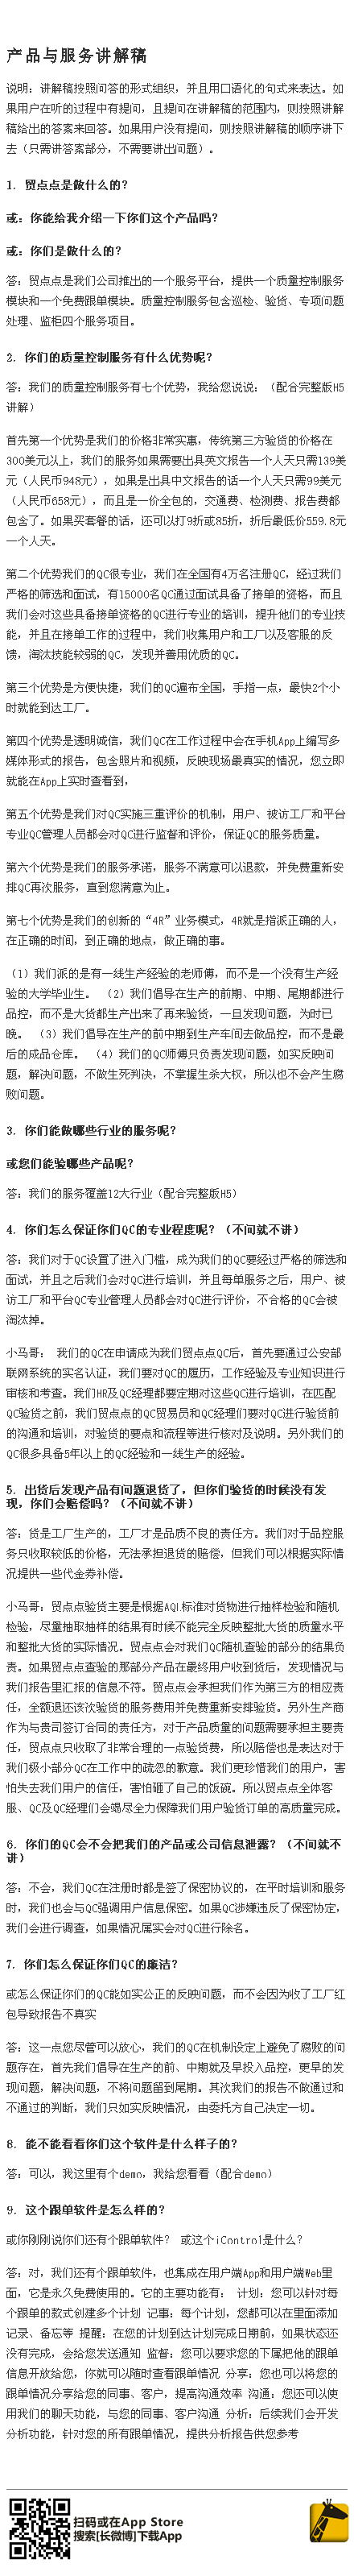 产品与服务讲解稿
说明：讲解稿按照问答的形式组织，并且用口语化的句式来表达。如
果用户在听的过程中有提问，且提问在讲解稿的范围内，则按照讲解
稿给出的答案来回答。如果用户没有提问，则按照讲解稿的顺序讲下
去（只需讲答案部分，不需要讲出问题）。
1. 贸点点是做什么的？
或：你能给我介绍一下你们这个产品吗？
或：你们是做什么的？
答：贸点点是我们公司推出的一个服务平台，提供一个质量控制服务
模块和一个免费跟单模块。质量控制服务包含巡检、验货、专项问题
处理、监柜四个服务项目。
2. 你们的质量控制服务有什么优势呢？
答：我们的质量控制服务有七个优势，我给您说说：（配合完整版H5
讲解）
首先第一个优势是我们的价格非常实惠，传统第三方验货的价格在
300美元以上，我们的服务如果需要出具英文报告一个人天只需139美
元（人民币948元），如果是出具中文报告的话一个人天只需99美元
（人民币658元），而且是一价全包的，交通费、检测费、报告费都
包含了。如果买套餐的话，还可以打9折或85折，折后最低价559.8元
一个人天。
第二个优势我们的QC很专业，我们在全国有4万名注册QC，经过我们
严格的筛选和面试，有15000名QC通过面试具备了接单的资格，而且
我们会对这些具备接单资格的QC进行专业的培训，提升他们的专业技
能，并且在接单工作的过程中，我们收集用户和工厂以及客服的反
馈，淘汰技能较弱的QC，发现并善用优质的QC。
第三个优势是方便快捷，我们的QC遍布全国，手指一点，最快2个小
时就能到达工厂。
第四个优势是透明诚信，我们QC在工作过程中会在手机App上编写多
媒体形式的报告，包含照片和视频，反映现场最真实的情况，您立即
就能在App上实时查看到，
第五个优势是我们对QC实施三重评价的机制，用户、被访工厂和平台
专业QC管理人员都会对QC进行监督和评价，保证QC的服务质量。
第六个优势是我们的服务承诺，服务不满意可以退款，并免费重新安
排QC再次服务，直到您满意为止。
第七个优势是我们的创新的“4R”业务模式，4R就是指派正确的人，
在正确的时间，到正确的地点，做正确的事。
（1）我们派的是有一线生产经验的老师傅，而不是一个没有生产经
验的大学毕业生。 （2）我们倡导在生产的前期、中期、尾期都进行
品控，而不是大货都生产出来了再来验货，一旦发现问题，为时已
晚。 （3）我们倡导在生产的前中期到生产车间去做品控，而不是最
后的成品仓库。 （4）我们的QC师傅只负责发现问题，如实反映问
题，解决问题，不做生死判决，不掌握生杀大权，所以也不会产生腐
败问题。
3. 你们能做哪些行业的服务呢？
或您们能验哪些产品呢？
答：我们的服务覆盖12大行业（配合完整版H5）
4. 你们怎么保证你们QC的专业程度呢？（不问就不讲）
答：我们对于QC设置了进入门槛，成为我们的QC要经过严格的筛选和
面试，并且之后我们会对QC进行培训，并且每单服务之后，用户、被
访工厂和平台QC专业管理人员都会对QC进行评价，不合格的QC会被
淘汰掉。
小马哥： 我们的QC在申请成为我们贸点点QC后，首先要通过公安部
联网系统的实名认证，我们要对QC的履历，工作经验及专业知识进行
审核和考查。我们HR及QC经理都要定期对这些QC进行培训，在匹配
QC验货之前，我们贸点点的QC贸易员和QC经理们要对QC进行验货前
的沟通和培训，对验货的要点和流程等进行核对及说明。另外我们的
QC很多具备5年以上的QC经验和一线生产的经验。
5. 出货后发现产品有问题退货了，但你们验货的时候没有发
现，你们会赔偿吗？（不问就不讲）
答：货是工厂生产的，工厂才是品质不良的责任方。我们对于品控服
务只收取较低的价格，无法承担退货的赔偿，但我们可以根据实际情
况提供一些代金券补偿。
小马哥：贸点点验货主要是根据AQL标准对货物进行抽样检验和随机
检验，尽量抽取抽样的结果有时候不能完全反映整批大货的质量水平
和整批大货的实际情况。贸点点会对我们QC随机查验的部分的结果负
责。如果贸点点查验的那部分产品在最终用户收到货后，发现情况与
我们报告里汇报的信息不符。贸点点会承担我们作为第三方的相应责
任，全额退还该次验货的服务费用并免费重新安排验货。另外生产商
作为与贵司签订合同的责任方，对于产品质量的问题需要承担主要责
任，贸点点只收取了非常合理的一点验货费，所以赔偿也是表达对于
我们极小部分QC在工作中的疏忽的歉意。我们更珍惜我们的用户，害
怕失去我们用户的信任，害怕砸了自己的饭碗。所以贸点点全体客
服、QC及QC经理们会竭尽全力保障我们用户验货订单的高质量完成。
6. 你们的QC会不会把我们的产品或公司信息泄露？（不问就不
讲）
答：不会，我们QC在注册时都是签了保密协议的，在平时培训和服务
时，我们也会与QC强调用户信息保密。如果QC涉嫌违反了保密协定，
我们会进行调查，如果情况属实会对QC进行除名。
7. 你们怎么保证你们QC的廉洁？
或怎么保证你们的QC能如实公正的反映问题，而不会因为收了工厂红
包导致报告不真实
答：这一点您尽管可以放心，我们的QC在机制设定上避免了腐败的问
题存在，首先我们倡导在生产的前、中期就及早投入品控，更早的发
现问题，解决问题，不将问题留到尾期。其次我们的报告不做通过和
不通过的判断，我们只如实反映情况，由委托方自己决定一切。
8. 能不能看看你们这个软件是什么样子的？
答：可以，我这里有个demo，我给您看看（配合demo）
9. 这个跟单软件是怎么样的？
或你刚刚说你们还有个跟单软件？ 或这个iControl是什么？
答：对，我们还有个跟单软件，也集成在用户端App和用户端Web里
面，它是永久免费使用的。它的主要功能有： 计划：您可以针对每
个跟单的款式创建多个计划 记事：每个计划，您都可以在里面添加
记录、备忘等 提醒：在您的计划到达计划完成日期前，如果状态还
没有完成，会给您发送通知 监督：您可以要求您的下属把他的跟单
信息开放给您，你就可以随时查看跟单情况 分享：您也可以将您的
跟单情况分享给您的同事、客户，提高沟通效率 沟通：您还可以使
用我们的聊天功能，与您的同事、客户沟通 分析：后续我们会开发
分析功能，针对您的所有跟单情况，提供分析报告供您参考
扫码或在App Store
搜索[长微博]下载App